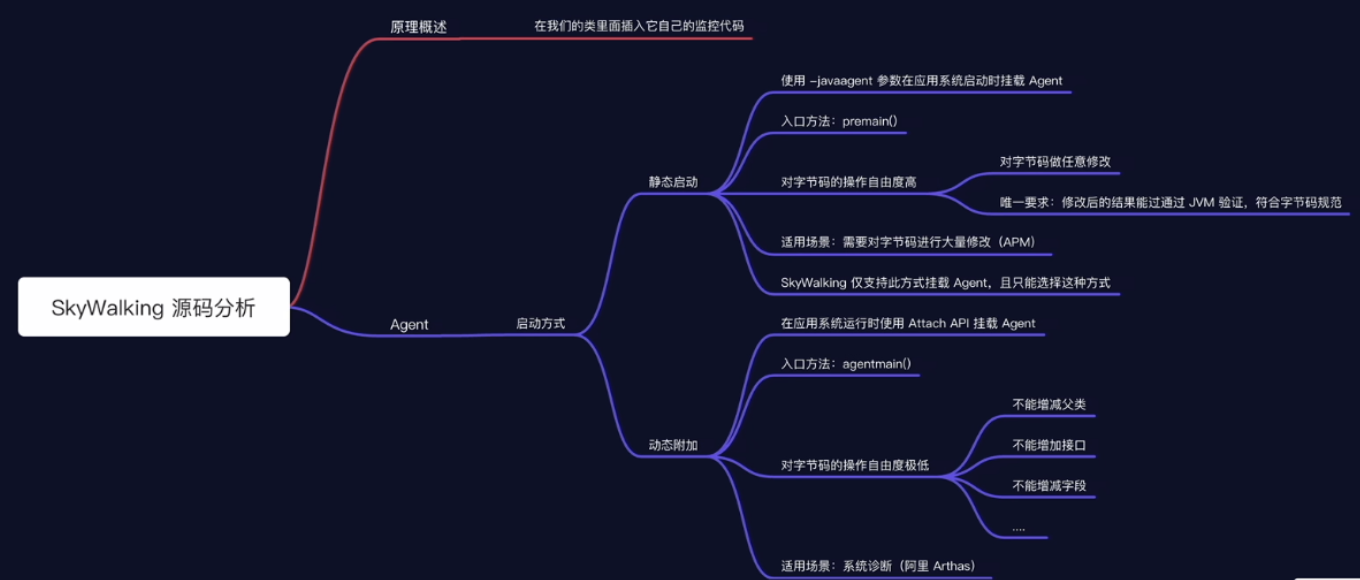 原理概述
在我们的类里面插入它自己的监控代码
使用 -javaagent 参数在应用系统启动时挂载 Agent
入口方法：premain()
对字节码做任意修改
静态启动
对字节码的操作自由度高
唯一要求：修改后的结果能过通过 JVM 验证，符合字节码规范
适用场景：需要对字节码进行大量修改（APM）
SkyWalking 仅支持此方式挂载 Agent，且只能选择这种方式
SkyWalking 源码分析
Agent
启动方式
在应用系统运行时使用 Attach API 挂载 Agent
入口方法：agentmain()
不能增减父类
动态附加
不能增加接口
对字节码的操作自由度极低
不能增减字段
....
适用场景：系统诊断（阿里 Arthas）